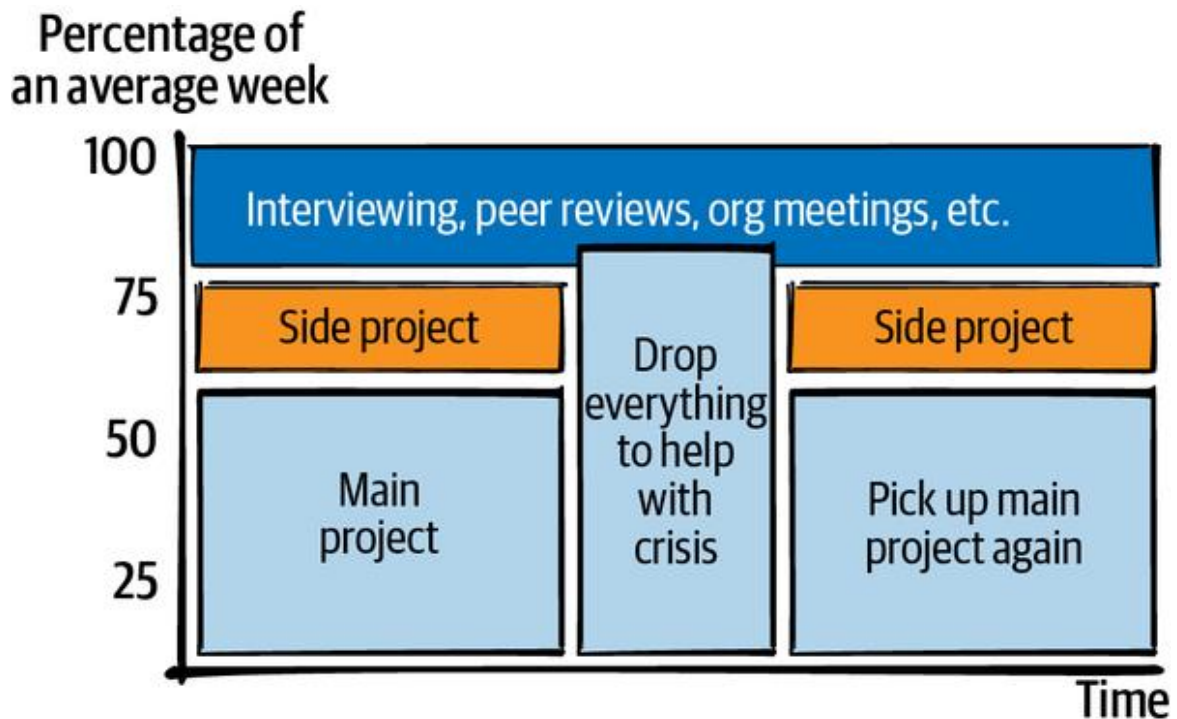 Percentage of
an average week
100
Interviewing, peer reviews, org meetings, etc.
75
Side project
Side project
Drop
everything
to help
with
crisis
50
Main
project
Pick up main
project again
25
Time